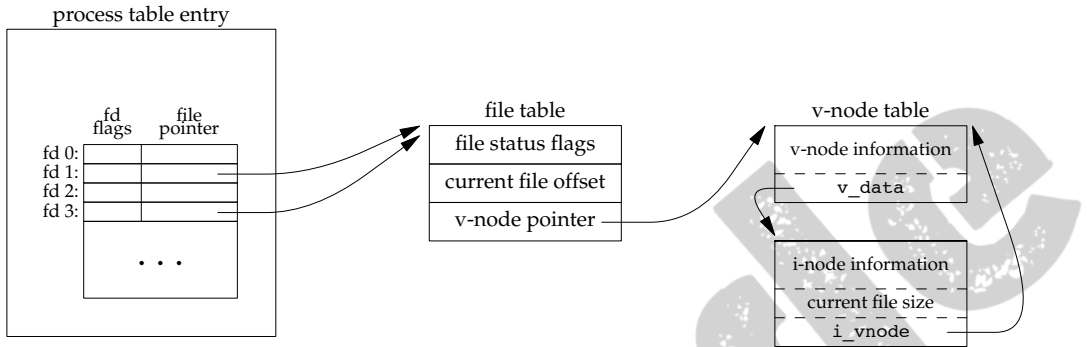 process table entry
fd flags
file pointer
fd 0:
fd 1:
fd 2:
fd 3:
. . .
file table
file status flags
current file offset
v-node pointer
v-node table
v-node information
v_data
i-node information
current file size
i_vnode